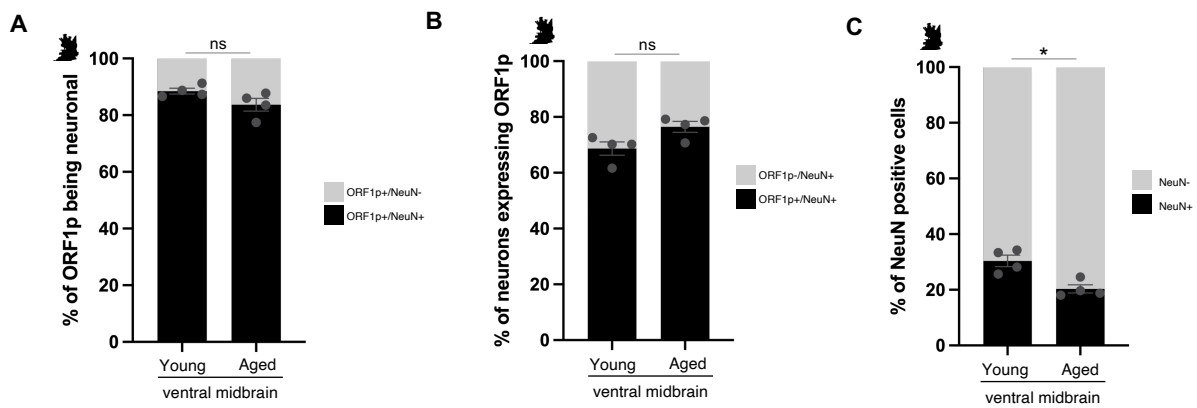 A
ns
% of ORF1p being neuronal
100
80
60
40
20
0
Young Aged
ventral midbrain
ORF1p+/NeuN-
ORF1p+/NeuN+
B
ns
% of neurons expressing ORF1p
100
80
60
40
20
0
Young Aged
ventral midbrain
ORF1p-/NeuN+
ORF1p+/NeuN+
C
*
% of NeuN positive cells
100
80
60
40
20
0
Young Aged
ventral midbrain
NeuN-
NeuN+